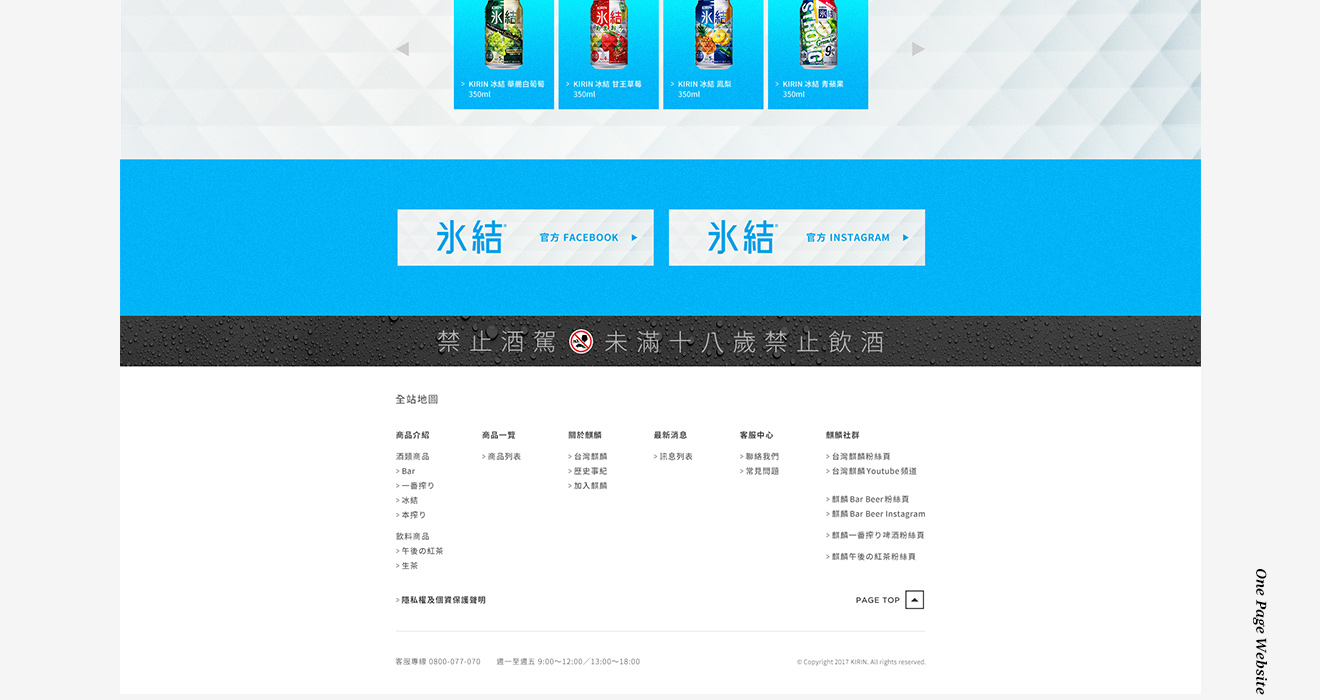 氷結
氷結
氷結
> KIRIN 冰結 華麗白葡萄
350ml
> KIRIN 冰結 甘王草莓
350ml
> KIRIN 冰結 鳳梨
350ml
> KIRIN 冰結 青蘋果
350ml
氷結® 官方 FACEBOOK
氷結® 官方 INSTAGRAM
禁止酒駕 未滿十八歲禁止飲酒
全站地圖
商品介紹
酒類商品
> Bar
> 一番搾り
> 冰結
> 本搾り
飲料商品
> 午後の紅茶
> 生茶
商品一覽
> 商品列表
關於麒麟
> 台灣麒麟
> 歷史事紀
> 加入麒麟
最新消息
> 訊息列表
客服中心
> 聯絡我們
> 常見問題
麒麟社群
> 台灣麒麟粉絲頁
> 台灣麒麟Youtube頻道
> 麒麟Bar Beer粉絲頁
> 麒麟Bar Beer Instagram
> 麒麟一番搾り啤酒粉絲頁
> 麒麟午後の紅茶粉絲頁
> 隱私權及個資保護聲明
PAGE TOP
客服專線 0800-077-070 週一至週五 9:00〜12:00／13:00〜18:00
© Copyright 2017 KIRIN. All rights reserved.
One Page Website